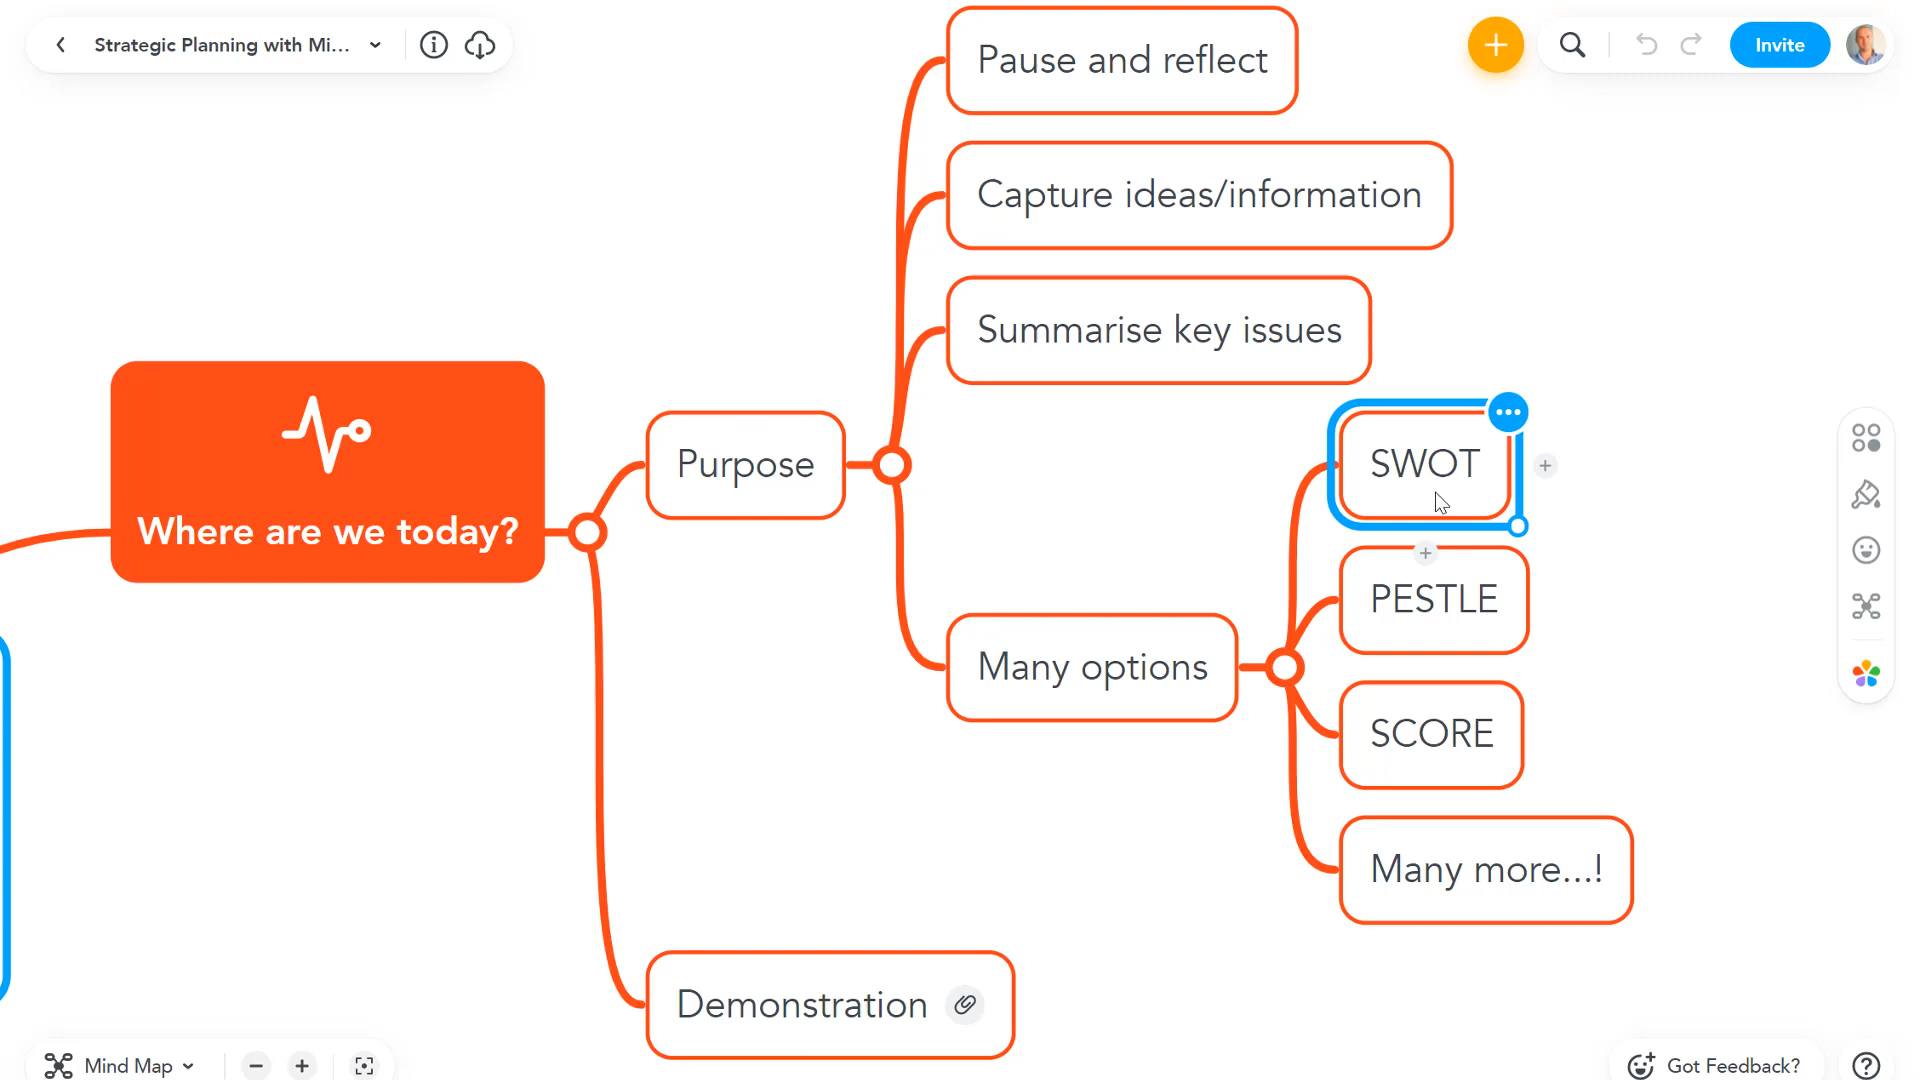 Strategic Planning with Mi...
Invite
Pause and reflect
Capture ideas/information
Summarise key issues
Where are we today?
Purpose
SWOT
PESTLE
Many options
SCORE
Many more...!
Demonstration
Mind Map
Got Feedback?